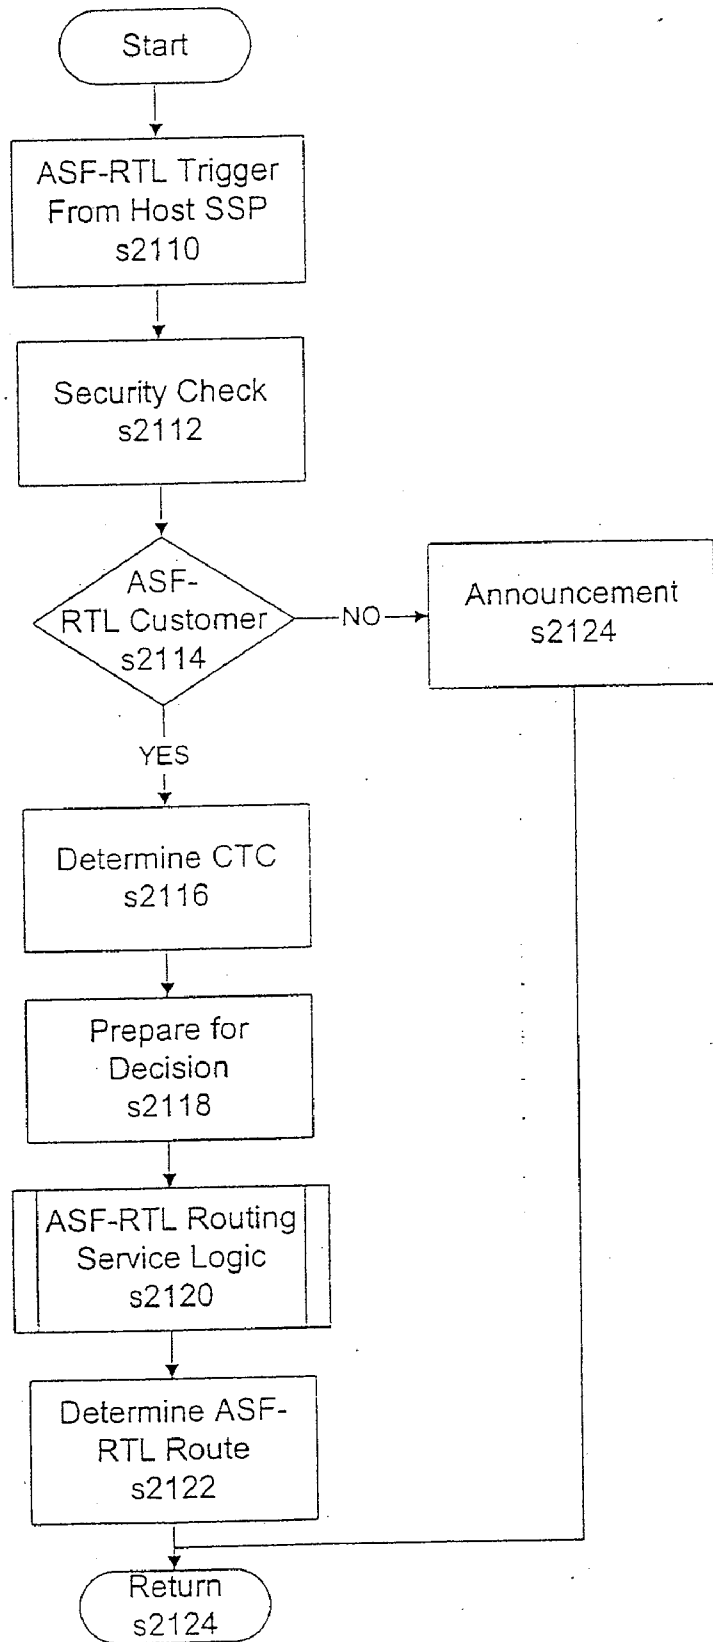 Start
ASF-RTL Trigger
From Host SSP
s2110
Security Check
s2112
ASF-
RTL Customer
s2114
NO
Announcement
s2124
YES
Determine CTC
s2116
Prepare for
Decision
s2118
ASF-RTL Routing
Service Logic
s2120
Determine ASF-
RTL Route
s2122
Return
s2124